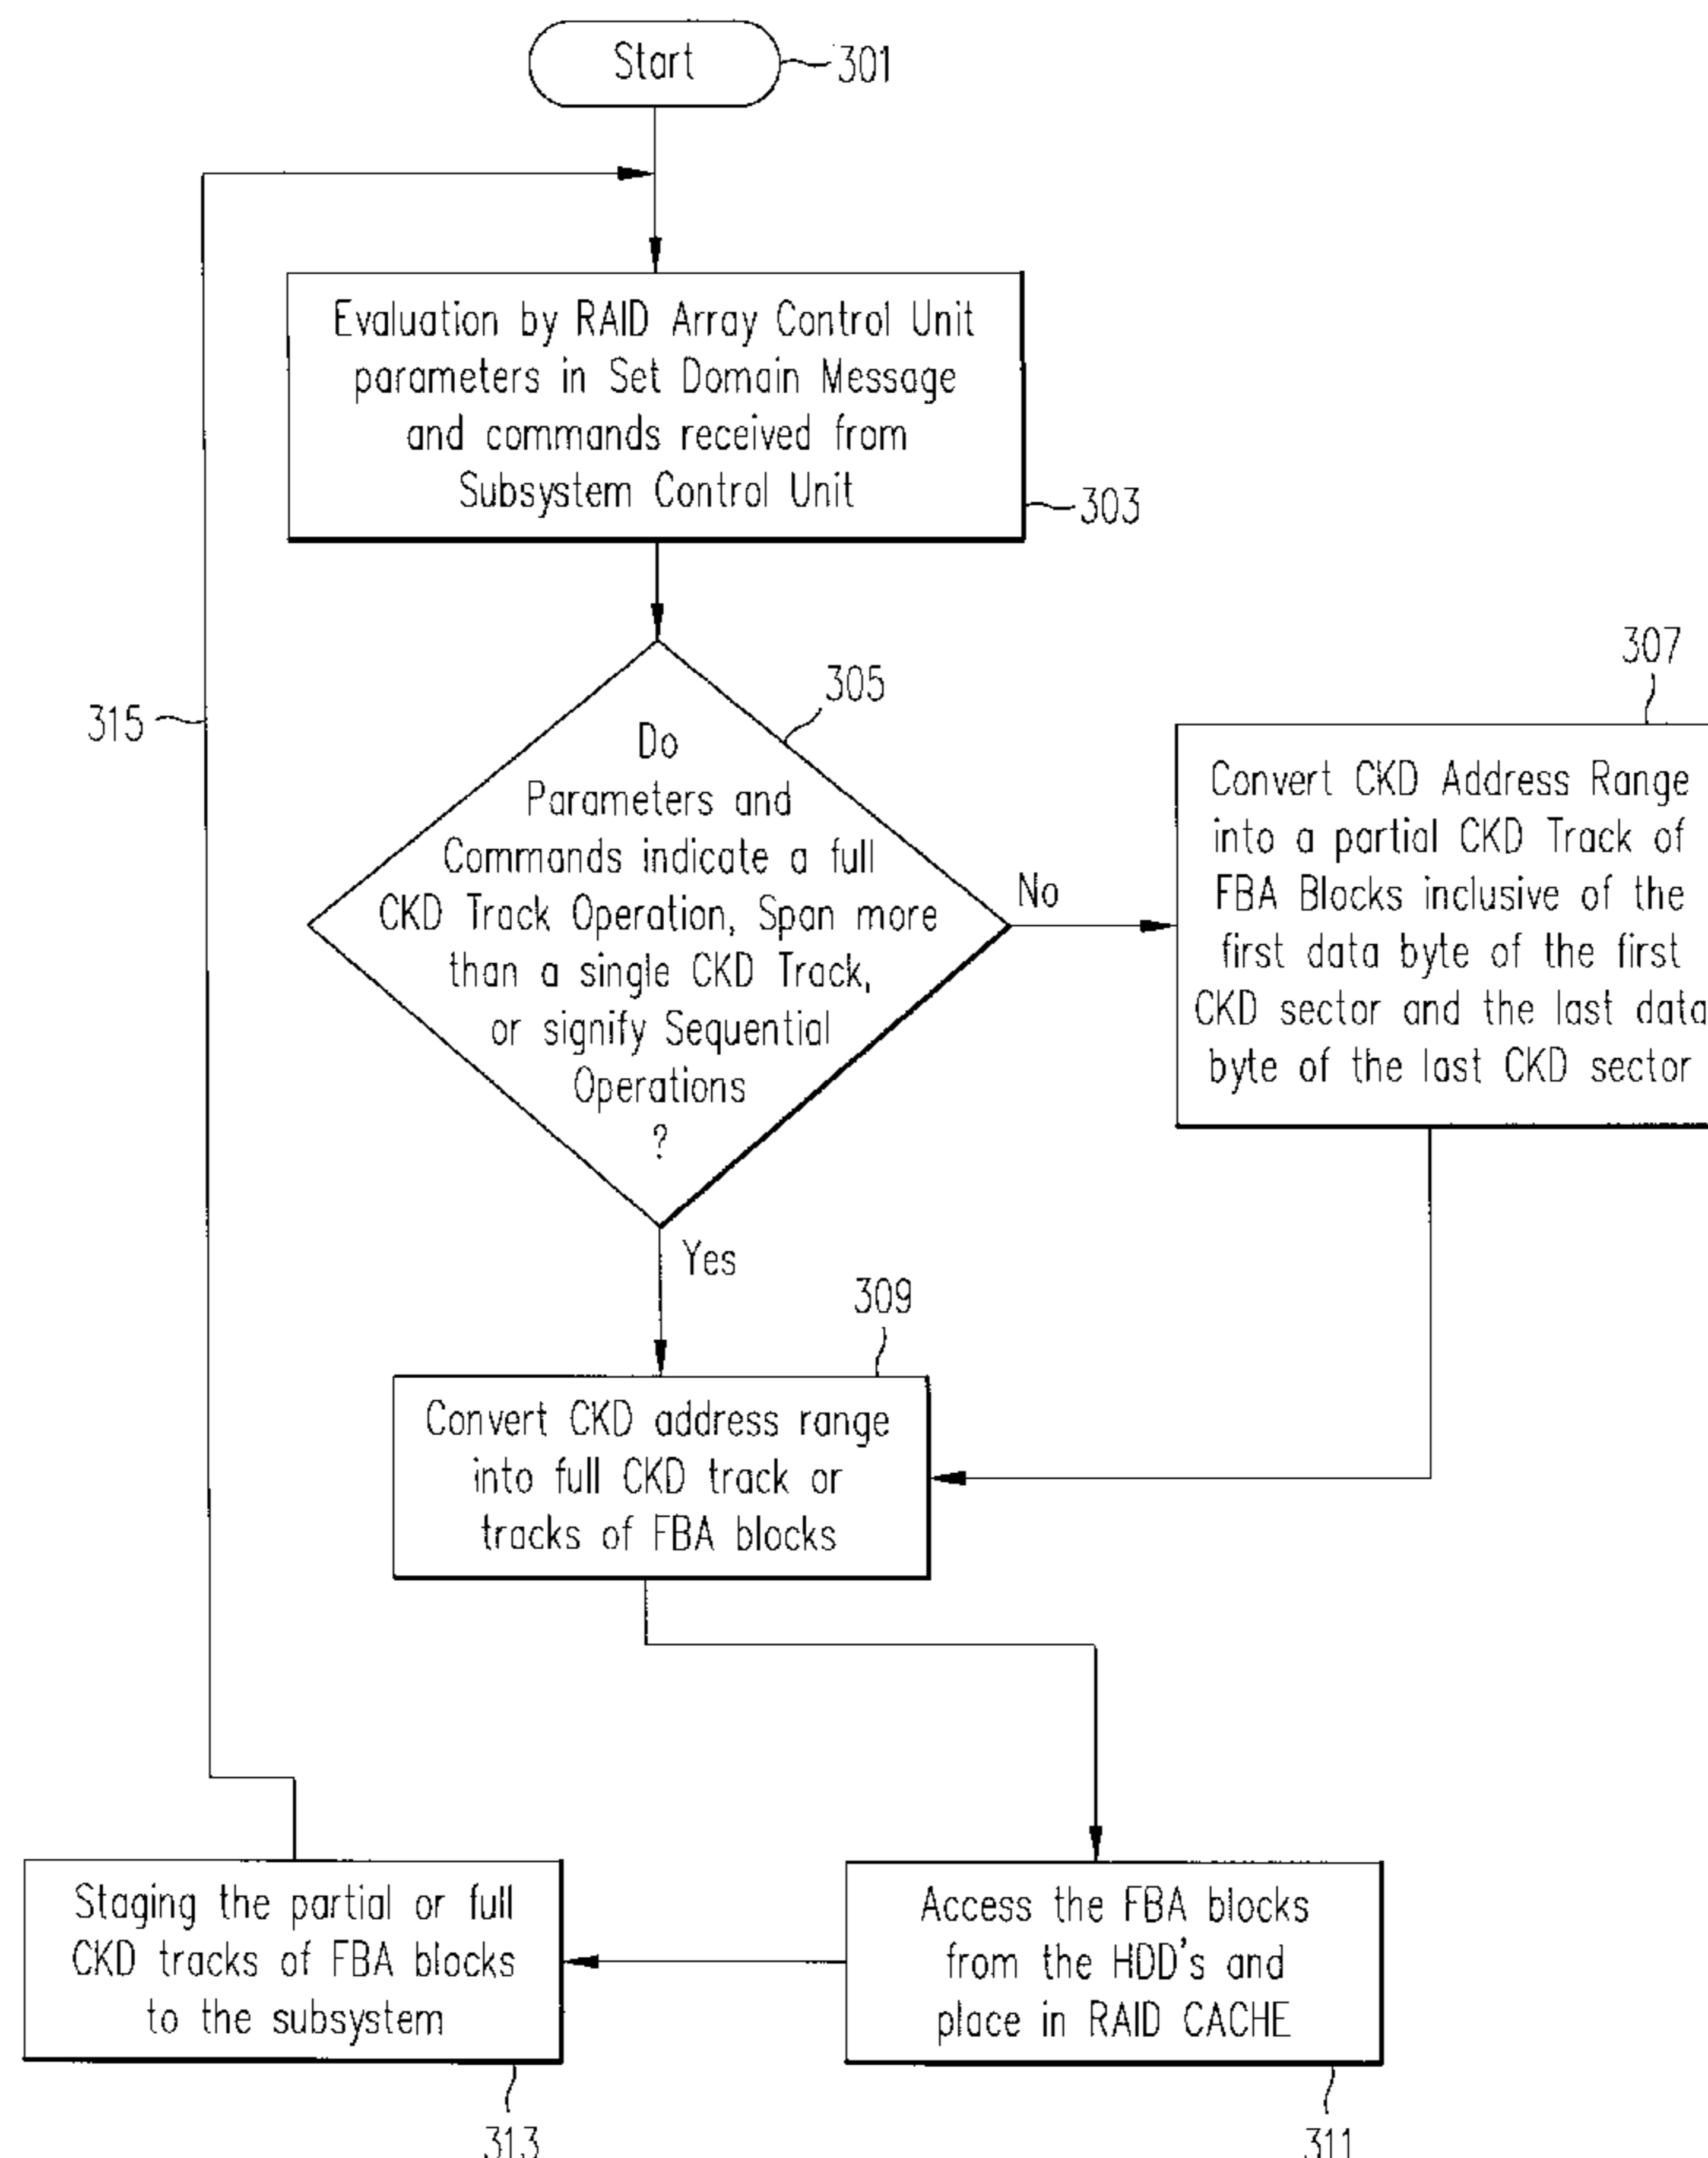 Start
301
Evaluation by RAID Array Control Unit
parameters in Set Domain Message
and commands received from
Subsystem Control Unit
303
305
Do
Parameters and
Commands indicate a full
CKD Track Operation, Span more
than a single CKD Track,
or signify Sequential
Operations
?
No
307
Convert CKD Address Range
into a partial CKD Track of
FBA Blocks inclusive of the
first data byte of the first
CKD sector and the last data
byte of the last CKD sector
315
Yes
309
Convert CKD address range
into full CKD track or
tracks of FBA blocks
Staging the partial or full
CKD tracks of FBA blocks
to the subsystem
313
Access the FBA blocks
from the HDD's and
place in RAID CACHE
311